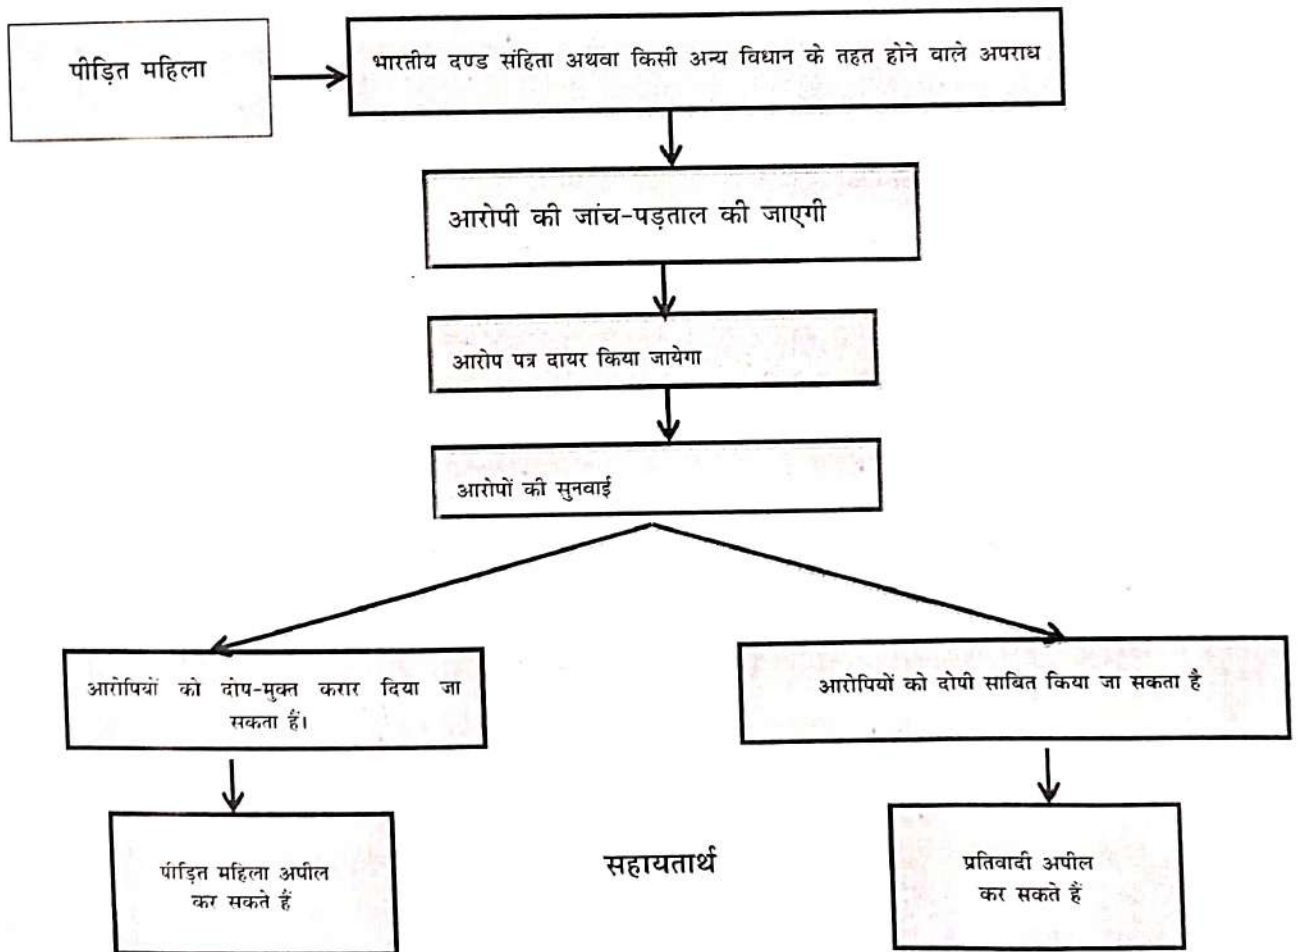 पीड़ित महिला
भारतीय दण्ड संहिता अथवा किसी अन्य विधान के तहत होने वाले अपराध
आरोपी की जांच-पड़ताल की जाएगी
आरोप पत्र दायर किया जायेगा
आरोपों की सुनवाई
आरोपियों को दोष-मुक्त करार दिया जा
सकता हैं।
आरोपियों को दोषी साबित किया जा सकता है
पीड़ित महिला अपील
कर सकते हैं
सहायतार्थ
प्रतिवादी अपील
कर सकते हैं